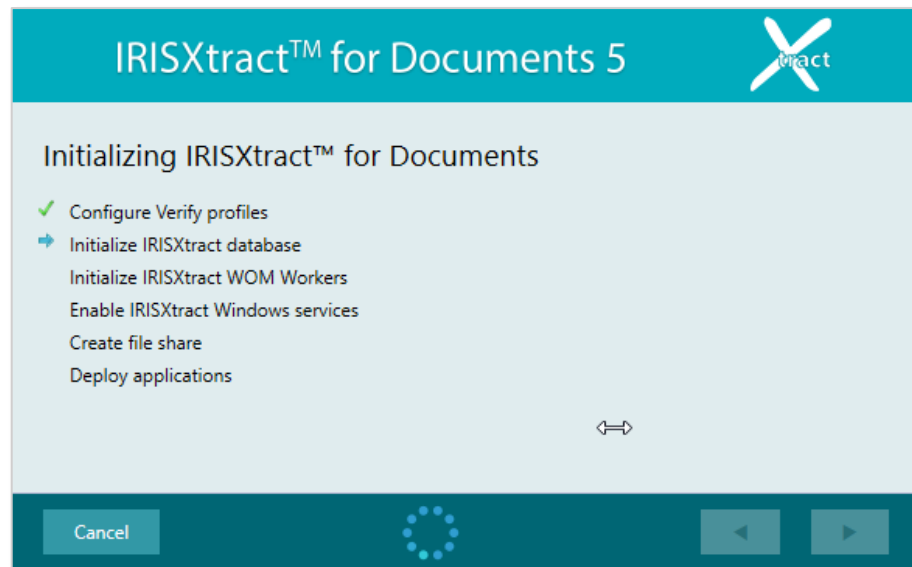 IRISXtract™ for Documents 5
Xtract
Initializing IRISXtract™ for Documents
Configure Verify profiles
Initialize IRISXtract database
Initialize IRISXtract WOM Workers
Enable IRISXtract Windows services
Create file share
Deploy applications
Cancel